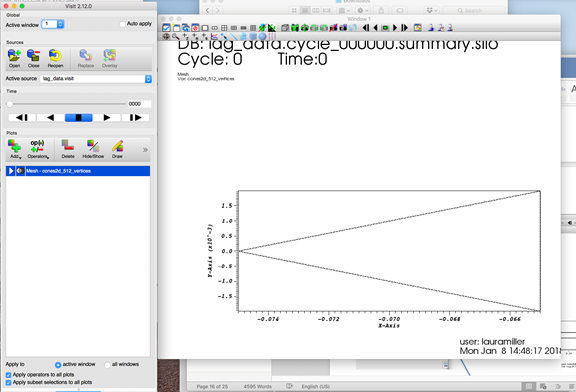 VisIt 2.12.0
Global
Active window 1 Auto apply
Sources
Open Close Reopen Replace Overlay
Active source lag_data.visit
Time
0000
Plots
op(
Add Operators Delete Hide/Show Draw
Mesh - cones2d_512_vertices
Apply to active window all windows
Apply operators to all plots
Apply subset selections to all plots
Downloads
Search
Window 1
DB: lag_data.cycle_000000.summary.silo
Cycle: 0 Time:0
Mesh
Var: cones2d_512_vertices
1.5
1.0
0.5
0.0
-0.5
-1.0
-1.5
Y-Axis (x10^-3)
-0.074 -0.072 -0.070 -0.068 -0.066
X-Axis
user: lauramiller
Mon Jan 8 14:48:17 2018
Page 16 of 25 4595 Words English (US)